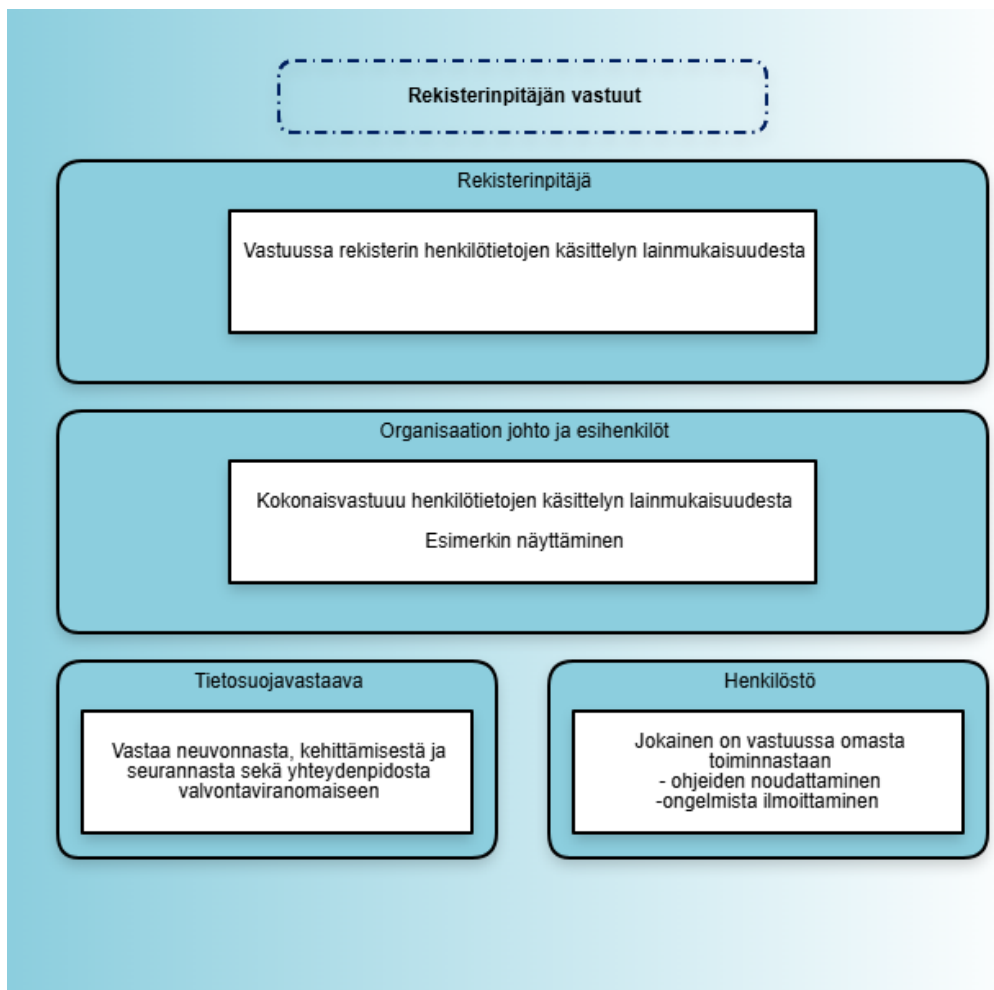 Rekisterinpitäjän vastuut
Rekisterinpitäjä
Vastuussa rekisterin henkilötietojen käsittelyn lainmukaisuudesta
Organisaation johto ja esihenkilöt
Kokonaisvastuuu henkilötietojen käsittelyn lainmukaisuudesta
Esimerkin näyttäminen
Tietosuojavastaava
Vastaa neuvonnasta, kehittämisestä ja
seurannasta sekä yhteydenpidosta
valvontaviranomaiseen
Henkilöstö
Jokainen on vastuussa omasta
toiminnastaan
- ohjeiden noudattaminen
-ongelmista ilmoittaminen